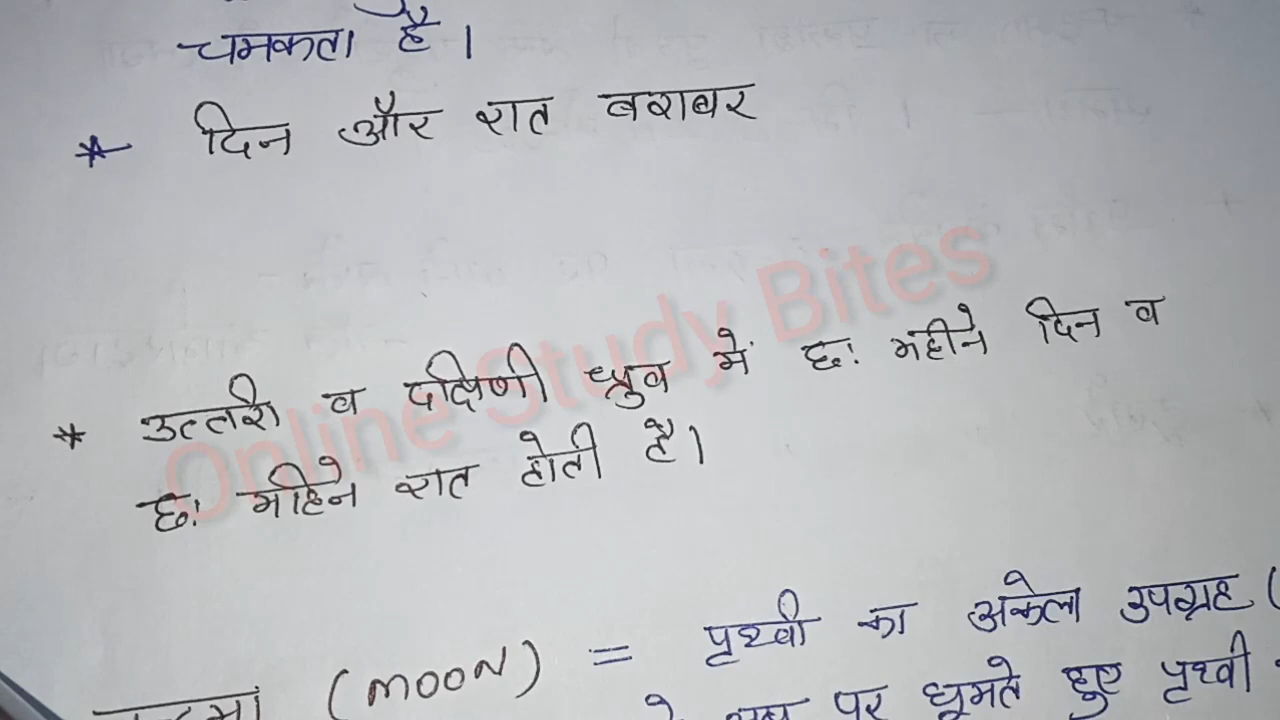 चमकता है।
* दिन और रात बराबर
* उत्तरी व दक्षिणी ध्रुव में छः महीने दिन व
छः महिने रात होती है।
Online Study Bites
(MOON) = पृथ्वी का अकेला उपग्रह (
पर घूमते हुए पृथ्वी